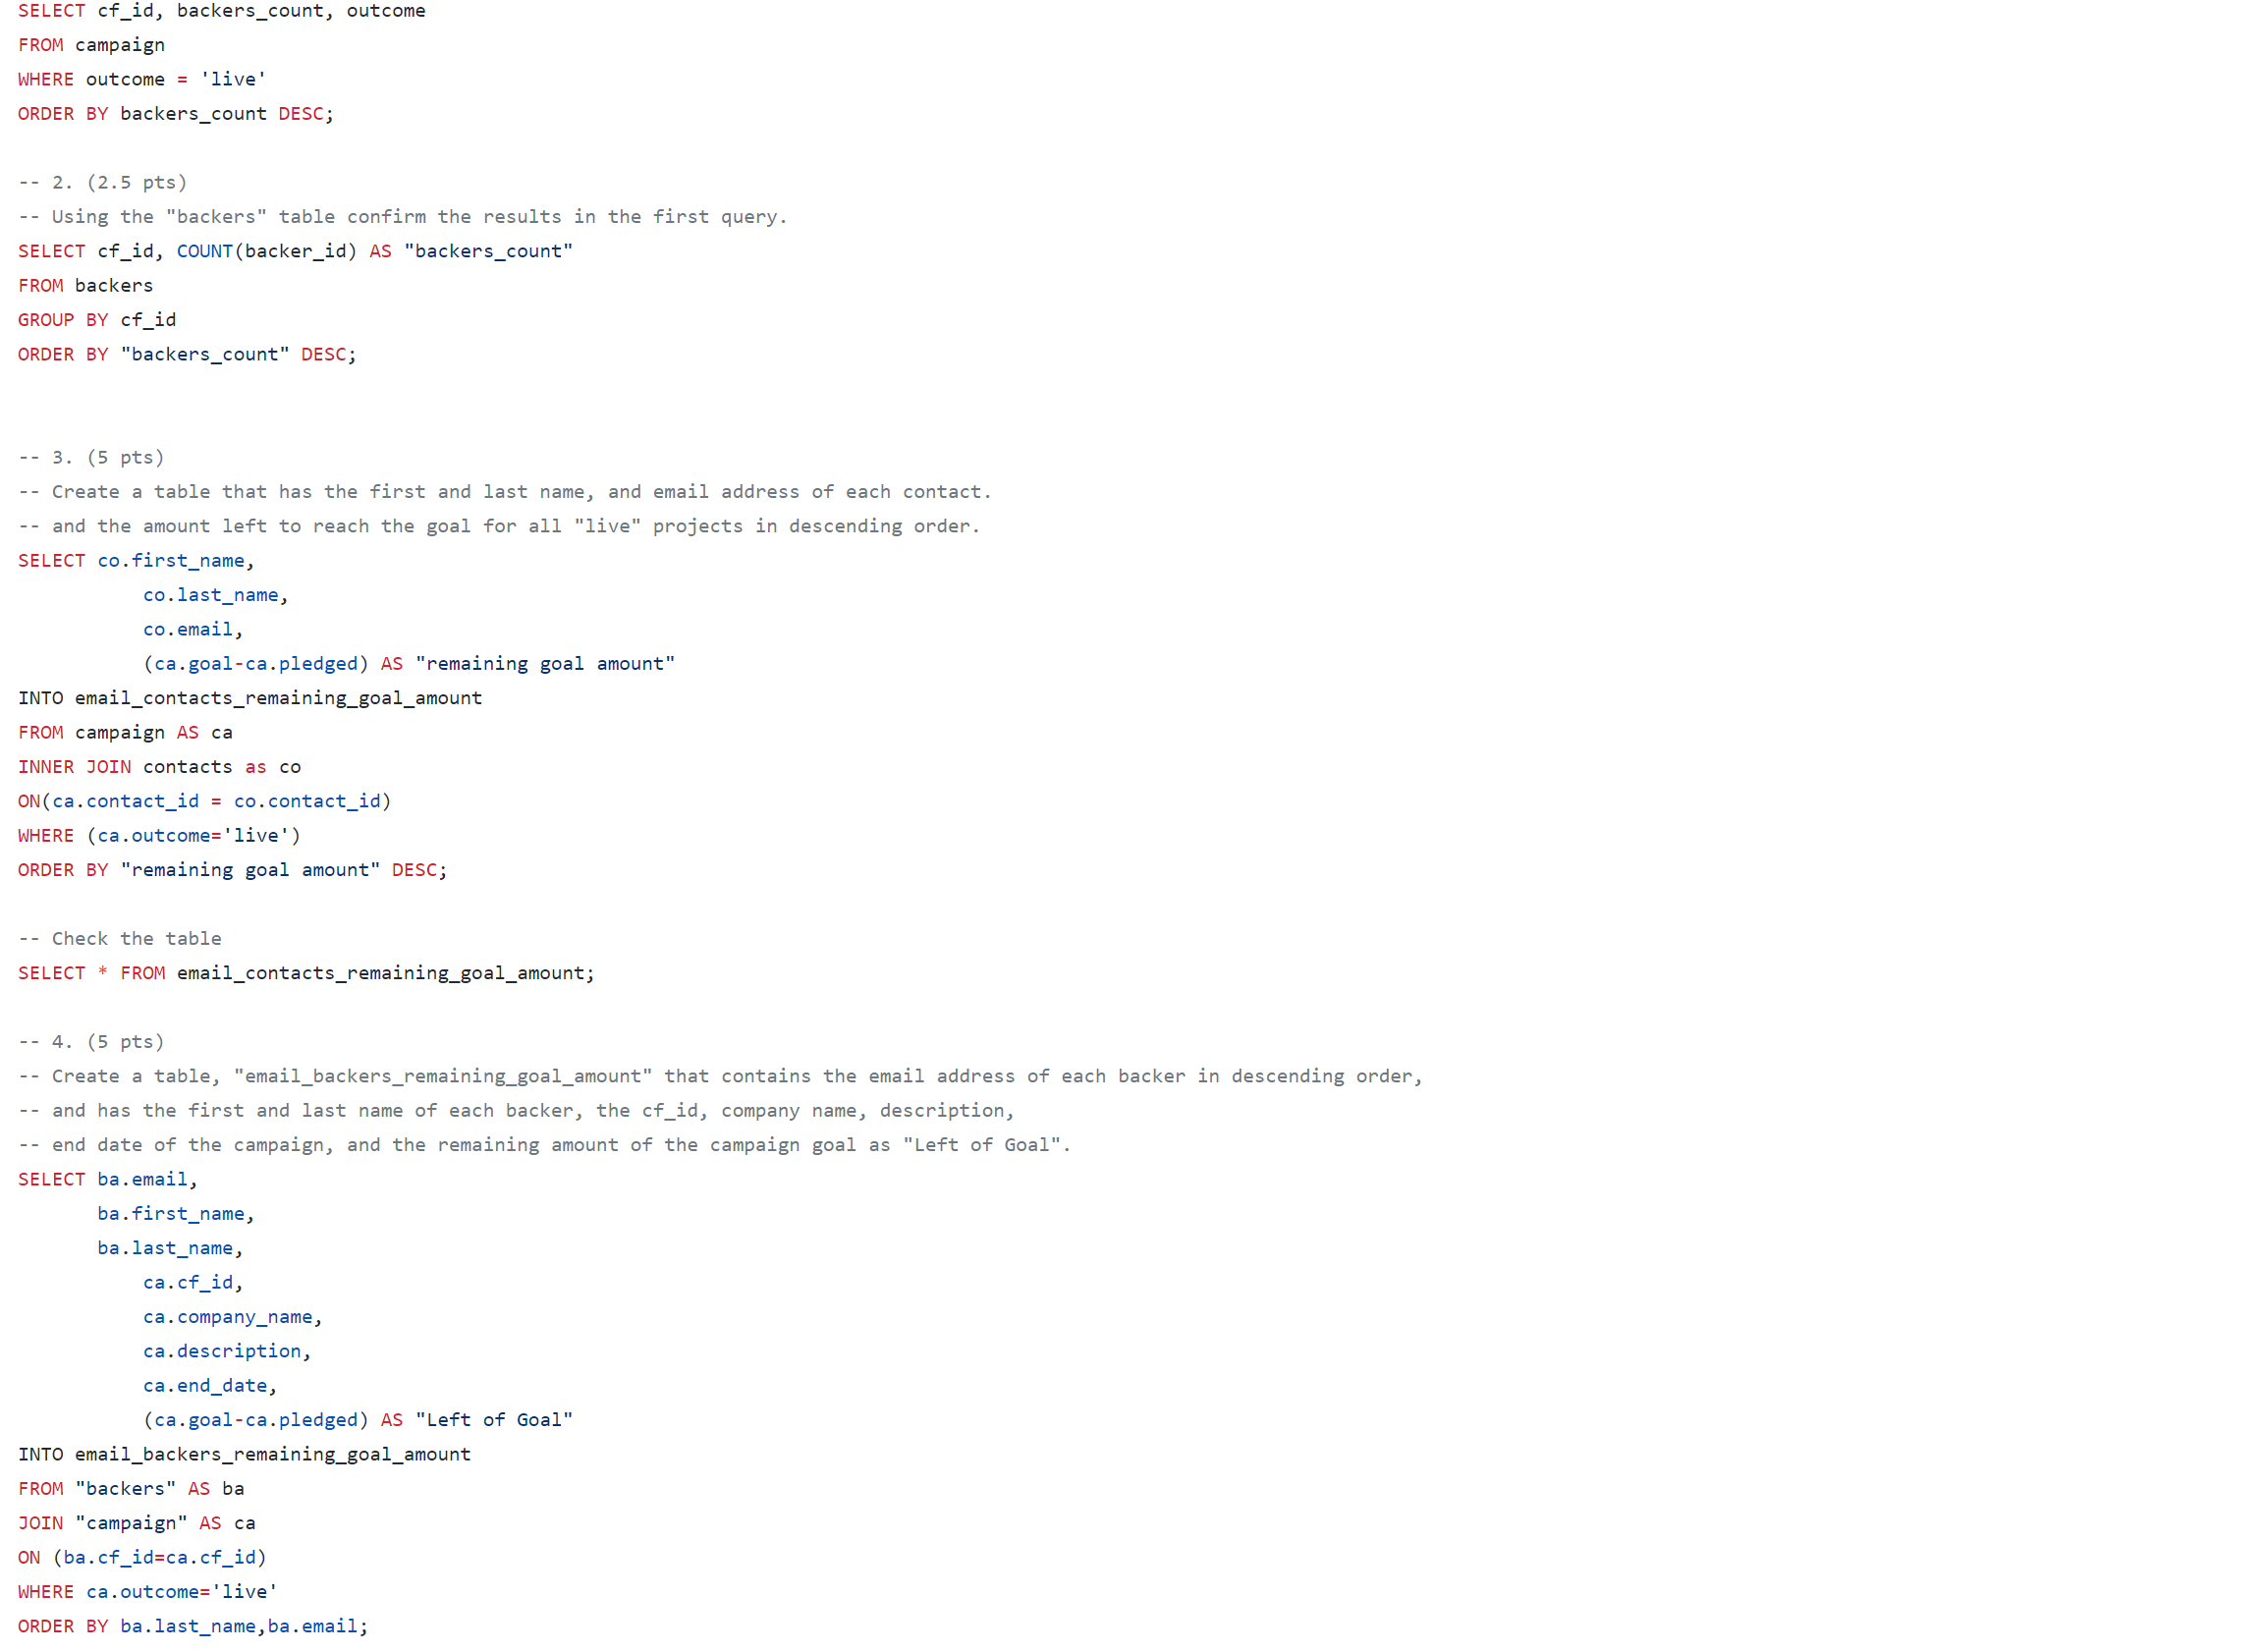 SELECT cf_id, backers_count, outcome
FROM campaign
WHERE outcome = 'live'
ORDER BY backers_count DESC;
-- 2. (2.5 pts)
-- Using the "backers" table confirm the results in the first query.
SELECT cf_id, COUNT(backer_id) AS "backers_count"
FROM backers
GROUP BY cf_id
ORDER BY "backers_count" DESC;
-- 3. (5 pts)
-- Create a table that has the first and last name, and email address of each contact.
-- and the amount left to reach the goal for all "live" projects in descending order.
SELECT co.first_name,
co.last_name,
co.email,
(ca.goal-ca.pledged) AS "remaining goal amount"
INTO email_contacts_remaining_goal_amount
FROM campaign AS ca
INNER JOIN contacts as co
ON(ca.contact_id = co.contact_id)
WHERE (ca.outcome='live')
ORDER BY "remaining goal amount" DESC;
-- Check the table
SELECT * FROM email_contacts_remaining_goal_amount;
-- 4. (5 pts)
-- Create a table, "email_backers_remaining_goal_amount" that contains the email address of each backer in descending order,
-- and has the first and last name of each backer, the cf_id, company name, description,
-- end date of the campaign, and the remaining amount of the campaign goal as "Left of Goal".
SELECT ba.email,
ba.first_name,
ba.last_name,
ca.cf_id,
ca.company_name,
ca.description,
ca.end_date,
(ca.goal-ca.pledged) AS "Left of Goal"
INTO email_backers_remaining_goal_amount
FROM "backers" AS ba
JOIN "campaign" AS ca
ON (ba.cf_id=ca.cf_id)
WHERE ca.outcome='live'
ORDER BY ba.last_name,ba.email;